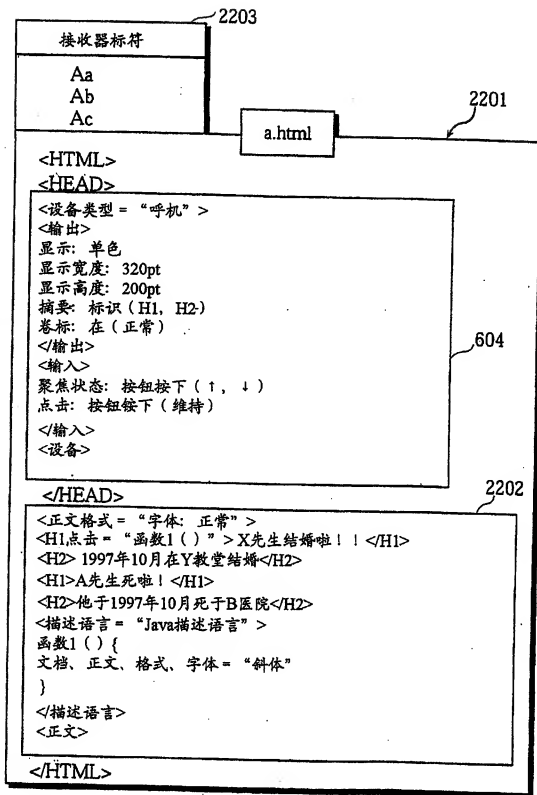 2203
接收器标符
Aa
Ab
Ac
2201
a.html
<HTML>
<HEAD>
<设备类型 = “呼机” >
<输出>
显示: 单色
显示宽度: 320pt
显示高度: 200pt
摘要: 标识 (H1, H2)
卷标: 在 (正常)
</输出>
604
<输入>
聚焦状态: 按钮按下 (↑, ↓)
点击: 按钮铵下 (维持)
</输入>
<设备>
</HEAD>
2202
<正文格式 = “字体: 正常” >
<H1点击 = “函数1 ( )” > X先生结婚啦! ! </H1>
<H2> 1997年10月在Y教堂结婚</H2>
<H1>A先生死啦! </H1>
<H2>他于1997年10月死于B医院</H2>
<描述语言 = “Java描述语言” >
函数1 ( ) {
文档、正文、格式、字体 = “斜体”
}
</描述语言>
<正文>
</HTML>